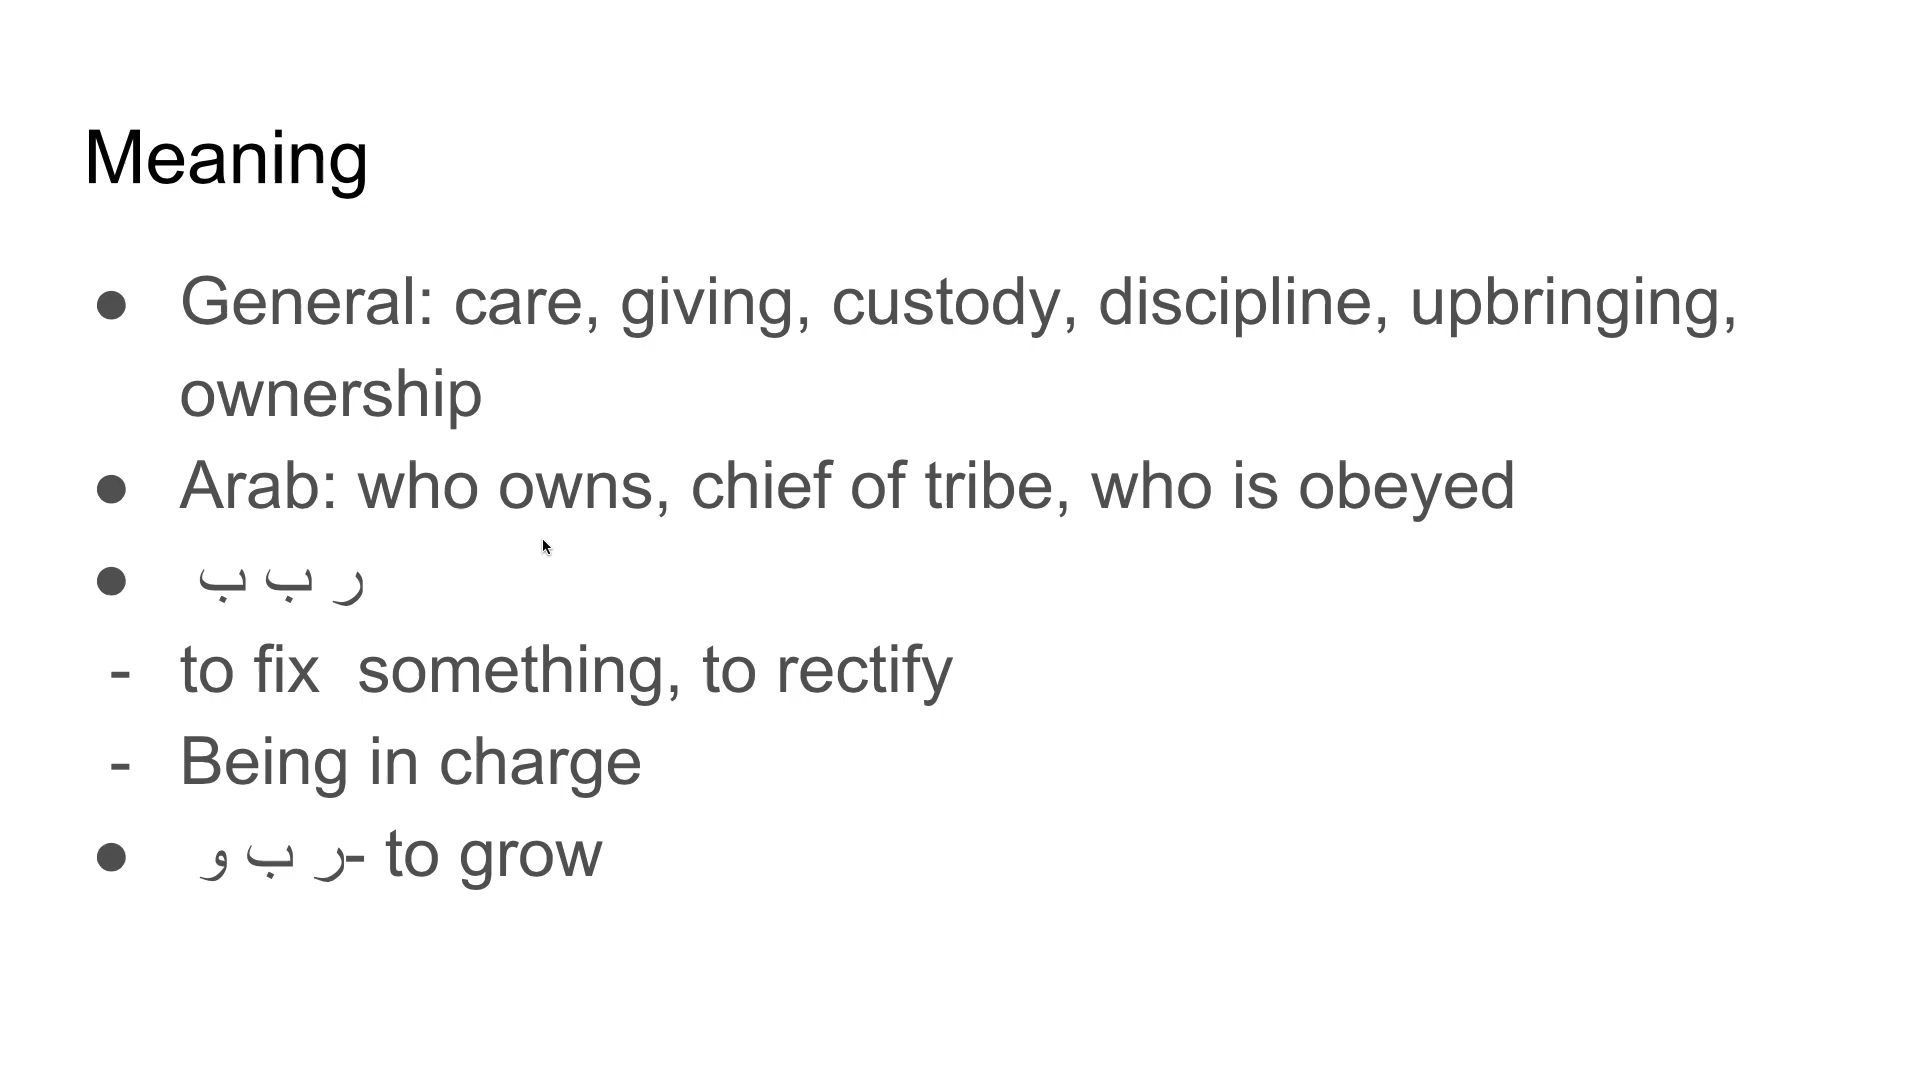 Meaning
● General: care, giving, custody, discipline, upbringing,
ownership
● Arab: who owns, chief of tribe, who is obeyed
● ر ب ب
- to fix  something, to rectify
- Being in charge
● ر ب و- to grow